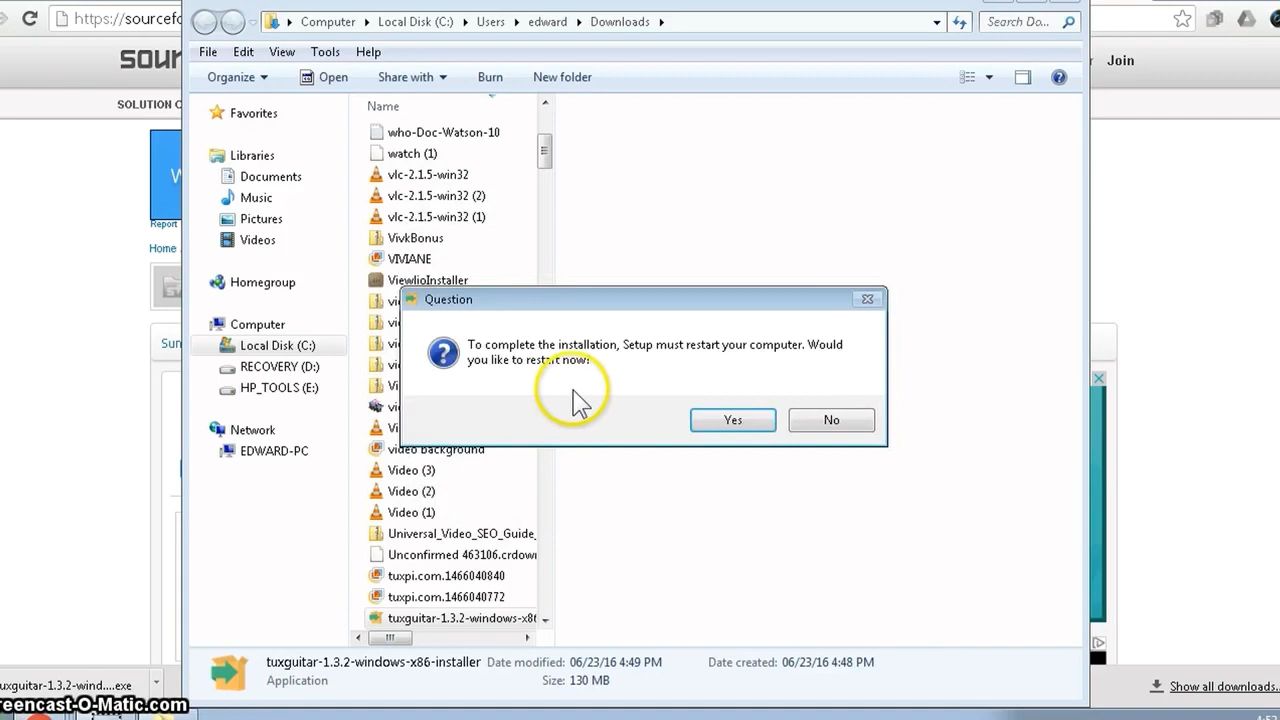 https://sourcefo
Computer
Local Disk (C:)
Users
edward
Downloads
Search Do...
File
Edit
View
Tools
Help
Join
Organize
Open
Share with
Burn
New folder
SOLUTION C
Name
Favorites
Libraries
Documents
Music
Pictures
Videos
Homegroup
Computer
Local Disk (C:)
RECOVERY (D:)
HP_TOOLS (E:)
Network
EDWARD-PC
Report
Home
Sun
who-Doc-Watson-10
watch (1)
vlc-2.1.5-win32
vlc-2.1.5-win32 (2)
vlc-2.1.5-win32 (1)
VivkBonus
VIVIANE
ViewlioInstaller
Question
To complete the installation, Setup must restart your computer. Would
you like to restart now?
Yes
No
video background
Video (3)
Video (2)
Video (1)
Universal_Video_SEO_Guide_
Unconfirmed 463106.crdown
tuxpi.com.1466040840
tuxpi.com.1466040772
tuxguitar-1.3.2-windows-x86
tuxguitar-1.3.2-windows-x86-installer
Date modified: 06/23/16 4:49 PM
Date created: 06/23/16 4:48 PM
Application
Size: 130 MB
uxguitar-1.3.2-wind....exe
Show all downloads...
reencast-O-Matic.com